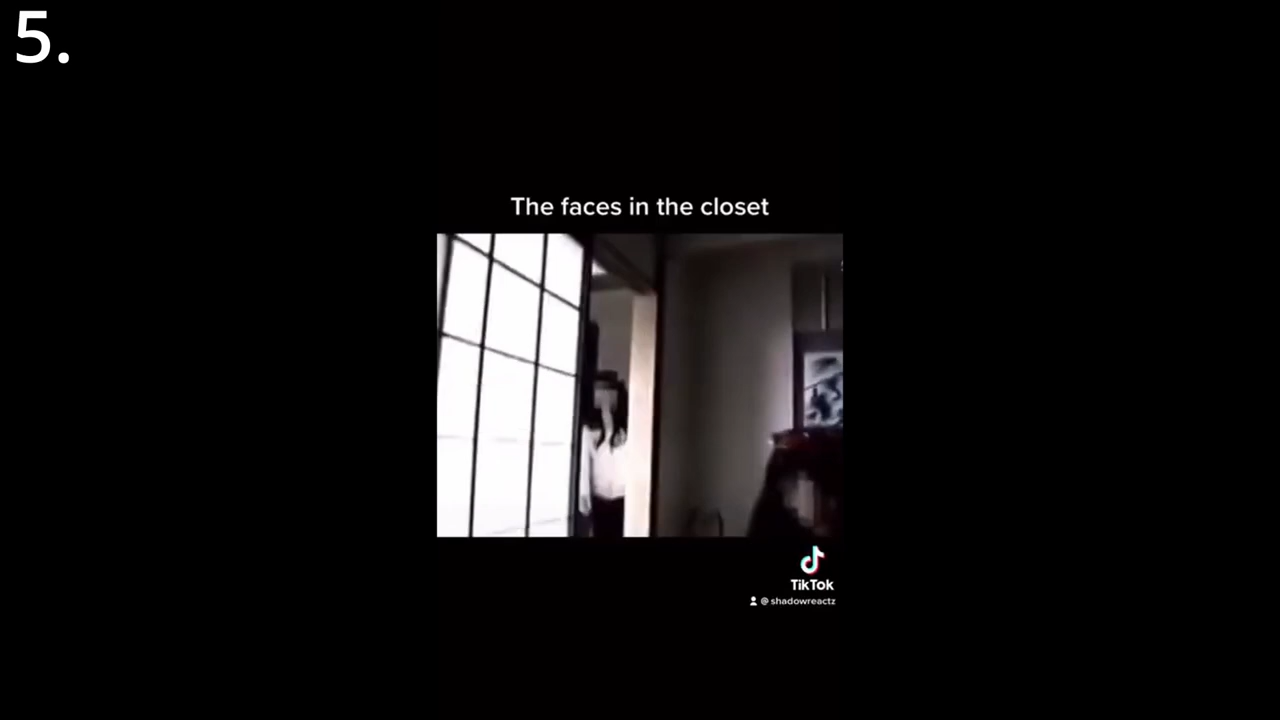 5.
The faces in the closet
TikTok
@shadowreactz